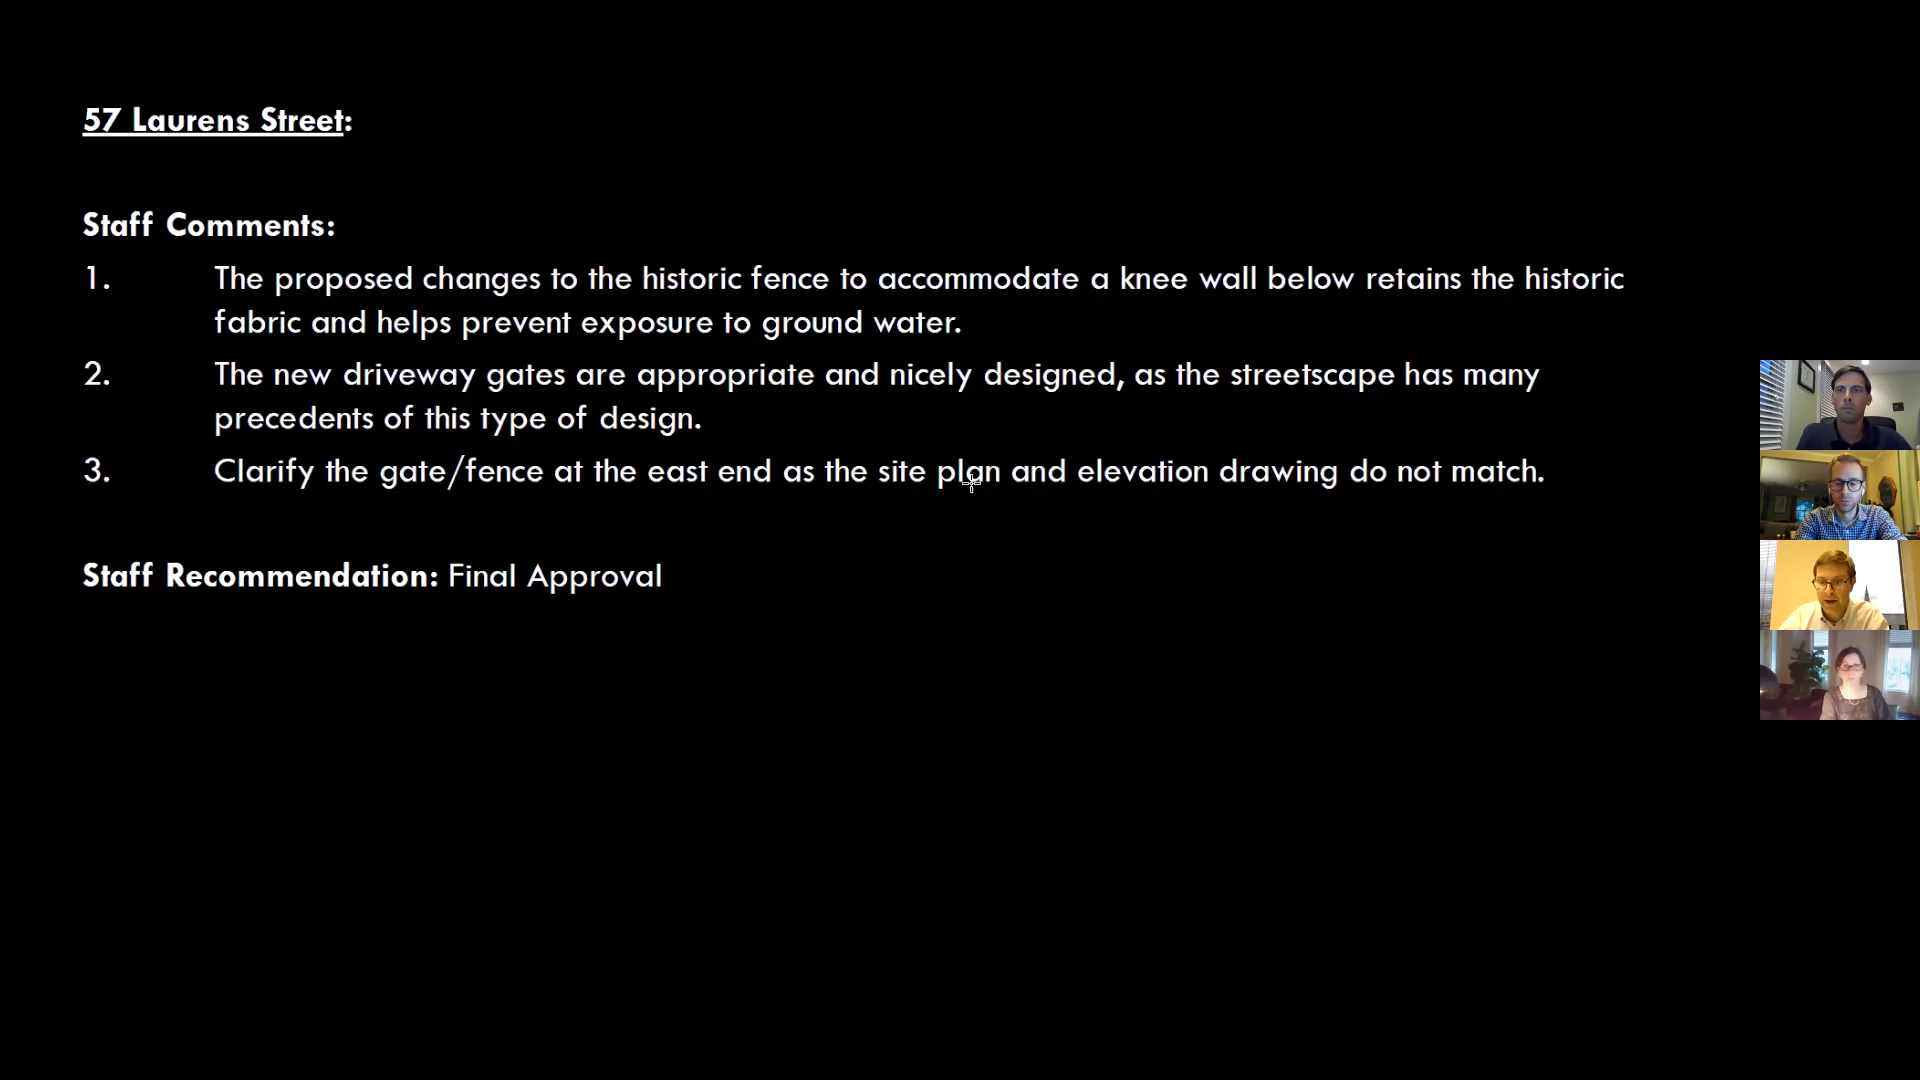 57 Laurens Street:
Staff Comments:
1. The proposed changes to the historic fence to accommodate a knee wall below retains the historic
fabric and helps prevent exposure to ground water.
2. The new driveway gates are appropriate and nicely designed, as the streetscape has many
precedents of this type of design.
3. Clarify the gate/fence at the east end as the site plan and elevation drawing do not match.
Staff Recommendation: Final Approval